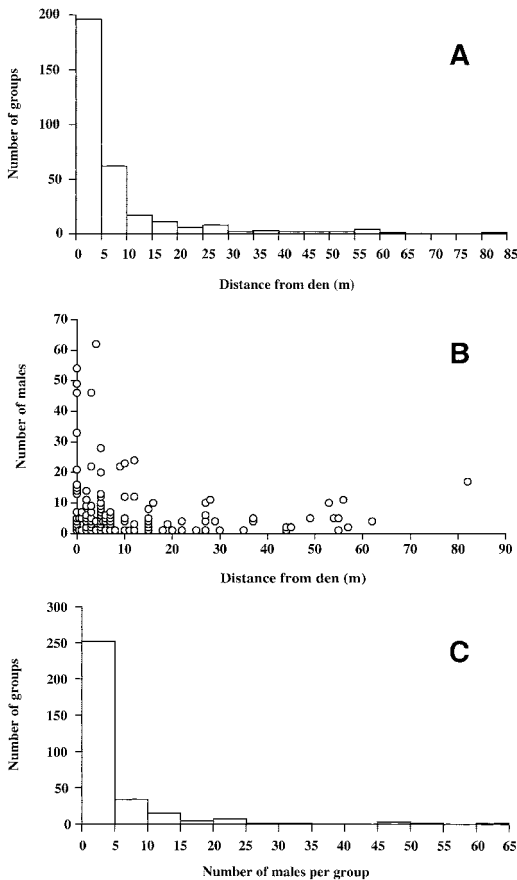 200
A
150
Number of groups
100
50
0
0 5 10 15 20 25 30 35 40 45 50 55 60 65 70 75 80 85
Distance from den (m)
70
B
60
50
Number of males
40
30
20
10
0
0 10 20 30 40 50 60 70 80 90
Distance from den (m)
300
C
250
200
Number of groups
150
100
50
0
0 5 10 15 20 25 30 35 40 45 50 55 60 65
Number of males per group